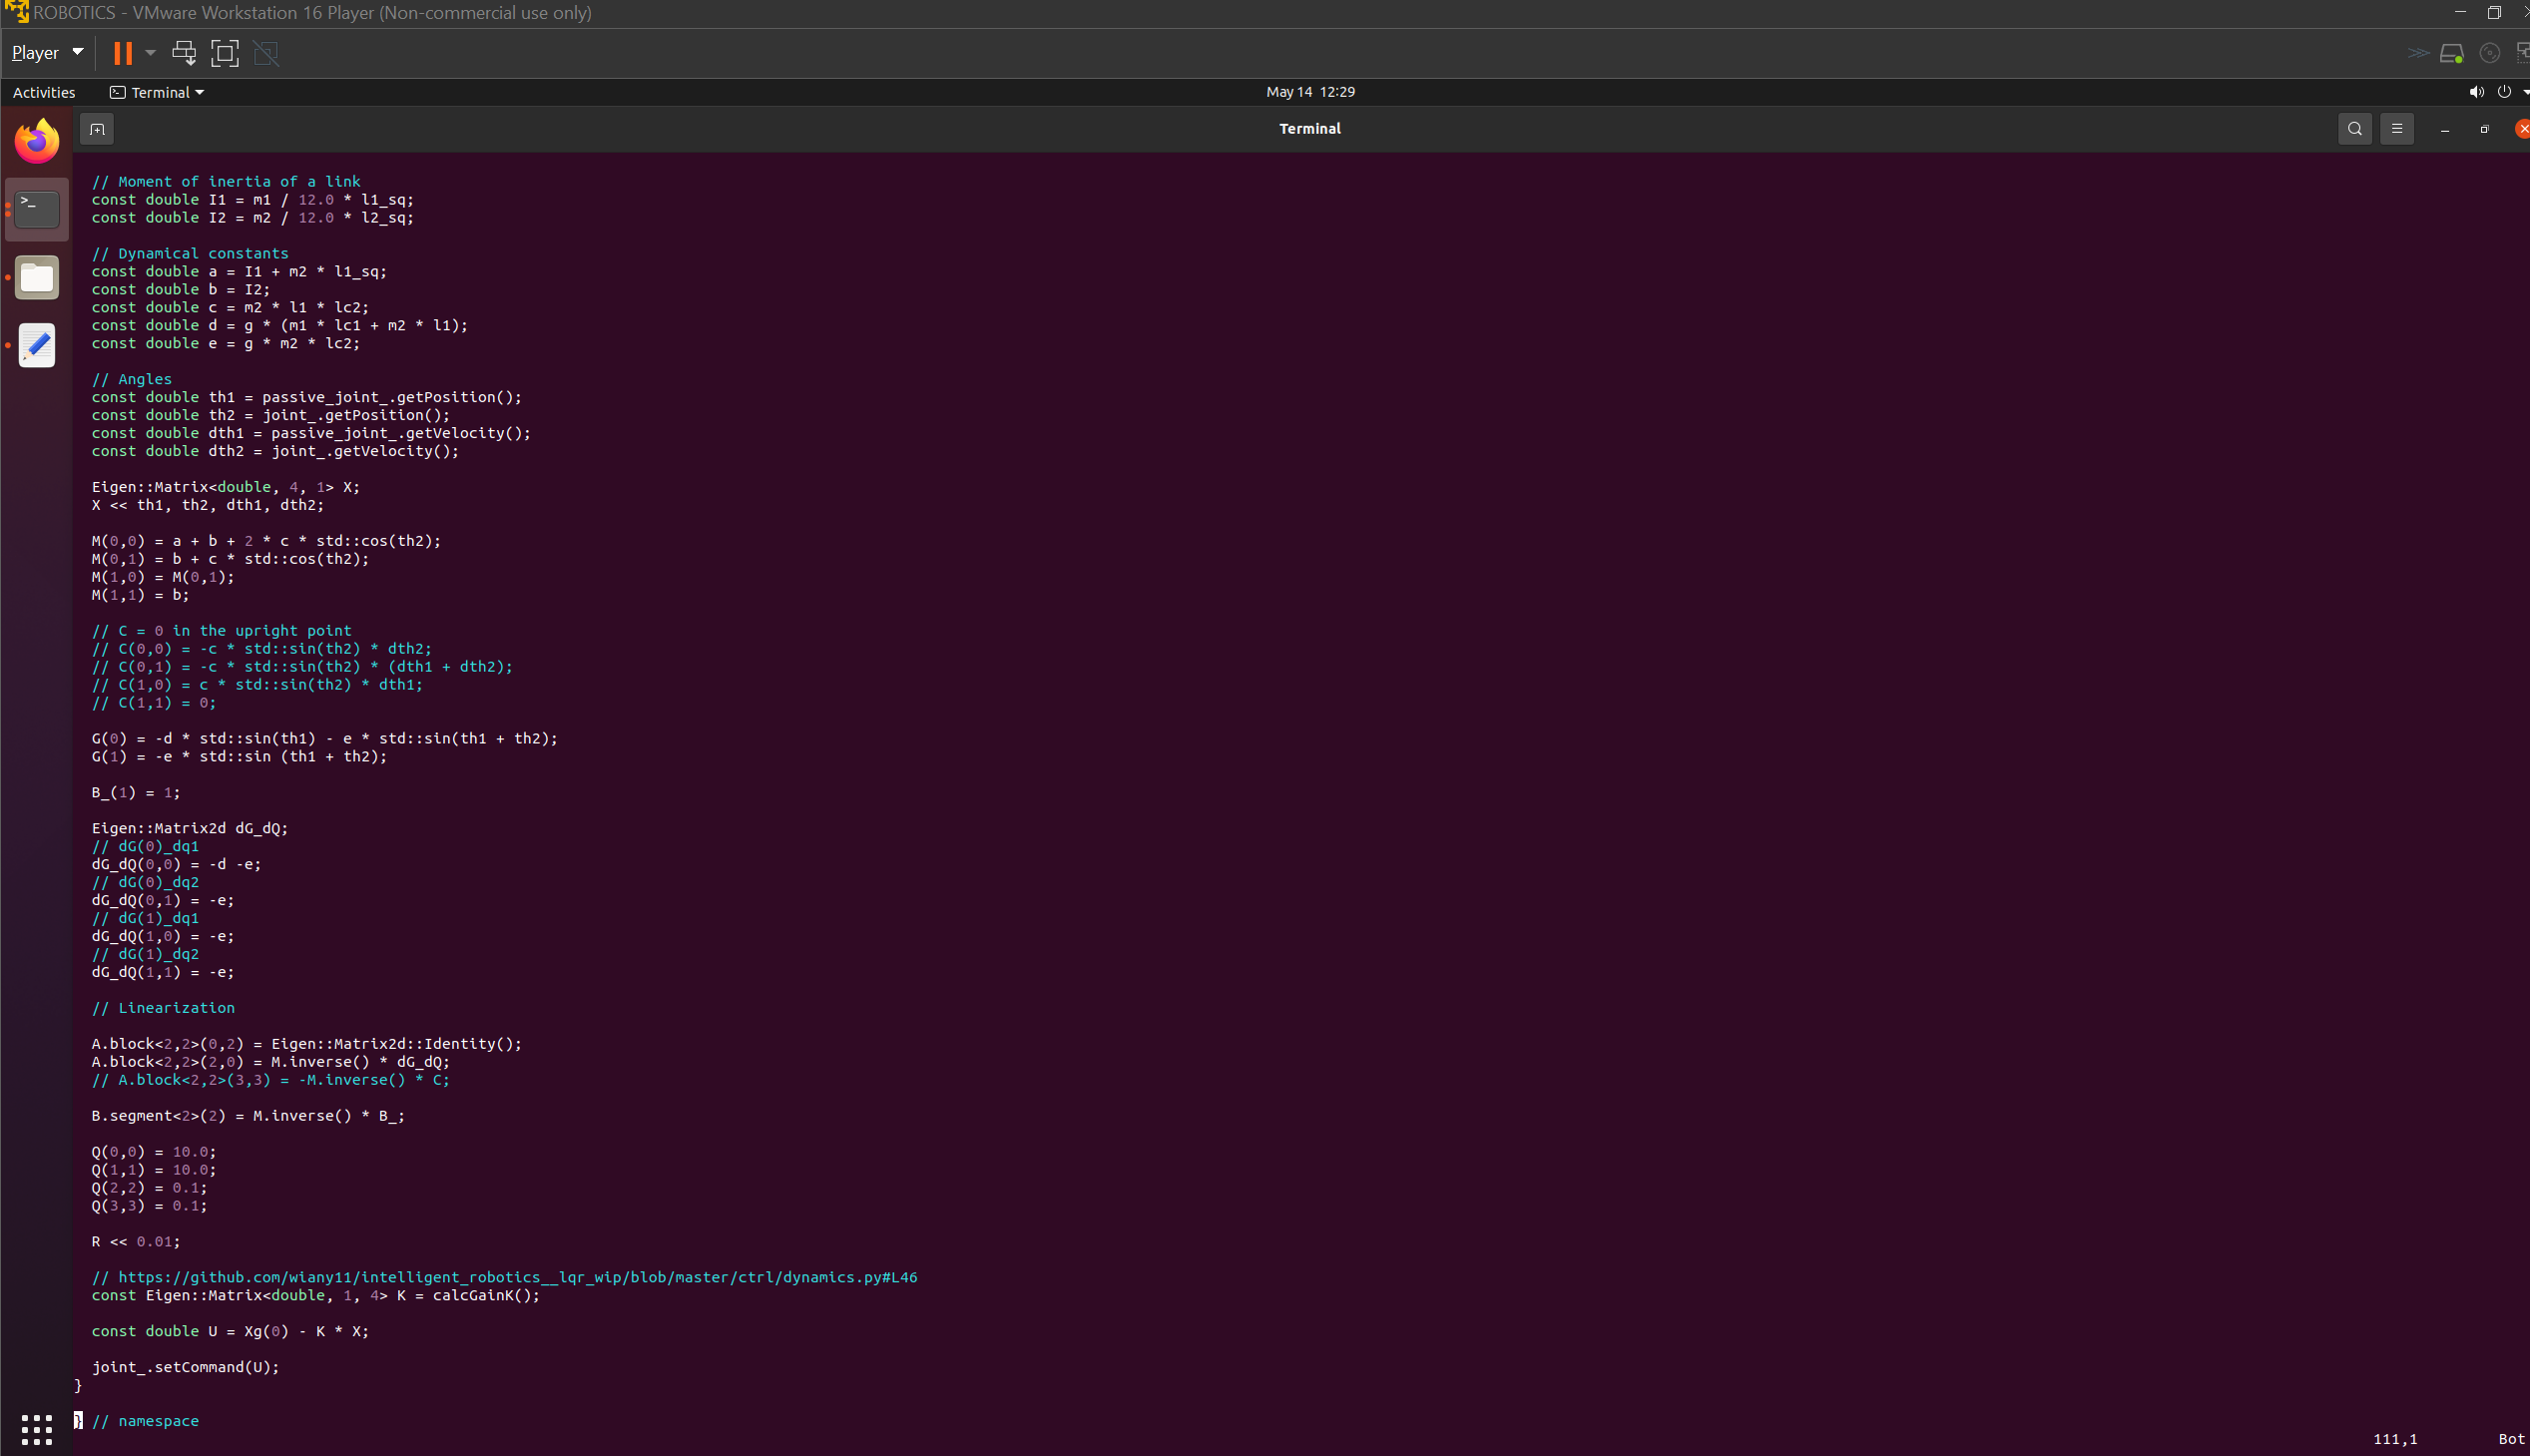 ROBOTICS - VMware Workstation 16 Player (Non-commercial use only)
Player
Activities
Terminal
May 14 12:29
Terminal
// Moment of inertia of a link
const double I1 = m1 / 12.0 * l1_sq;
const double I2 = m2 / 12.0 * l2_sq;
// Dynamical constants
const double a = I1 + m2 * l1_sq;
const double b = I2;
const double c = m2 * l1 * lc2;
const double d = g * (m1 * lc1 + m2 * l1);
const double e = g * m2 * lc2;
// Angles
const double th1 = passive_joint_.getPosition();
const double th2 = joint_.getPosition();
const double dth1 = passive_joint_.getVelocity();
const double dth2 = joint_.getVelocity();
Eigen::Matrix<double, 4, 1> X;
X << th1, th2, dth1, dth2;
M(0,0) = a + b + 2 * c * std::cos(th2);
M(0,1) = b + c * std::cos(th2);
M(1,0) = M(0,1);
M(1,1) = b;
// C = 0 in the upright point
// C(0,0) = -c * std::sin(th2) * dth2;
// C(0,1) = -c * std::sin(th2) * (dth1 + dth2);
// C(1,0) = c * std::sin(th2) * dth1;
// C(1,1) = 0;
G(0) = -d * std::sin(th1) - e * std::sin(th1 + th2);
G(1) = -e * std::sin (th1 + th2);
B_(1) = 1;
Eigen::Matrix2d dG_dQ;
// dG(0)_dq1
dG_dQ(0,0) = -d -e;
// dG(0)_dq2
dG_dQ(0,1) = -e;
// dG(1)_dq1
dG_dQ(1,0) = -e;
// dG(1)_dq2
dG_dQ(1,1) = -e;
// Linearization
A.block<2,2>(0,2) = Eigen::Matrix2d::Identity();
A.block<2,2>(2,0) = M.inverse() * dG_dQ;
// A.block<2,2>(3,3) = -M.inverse() * C;
B.segment<2>(2) = M.inverse() * B_;
Q(0,0) = 10.0;
Q(1,1) = 10.0;
Q(2,2) = 0.1;
Q(3,3) = 0.1;
R << 0.01;
// https://github.com/wiany11/intelligent_robotics__lqr_wip/blob/master/ctrl/dynamics.py#L46
const Eigen::Matrix<double, 1, 4> K = calcGainK();
const double U = Xg(0) - K * X;
joint_.setCommand(U);
}
} // namespace
111,1
Bot